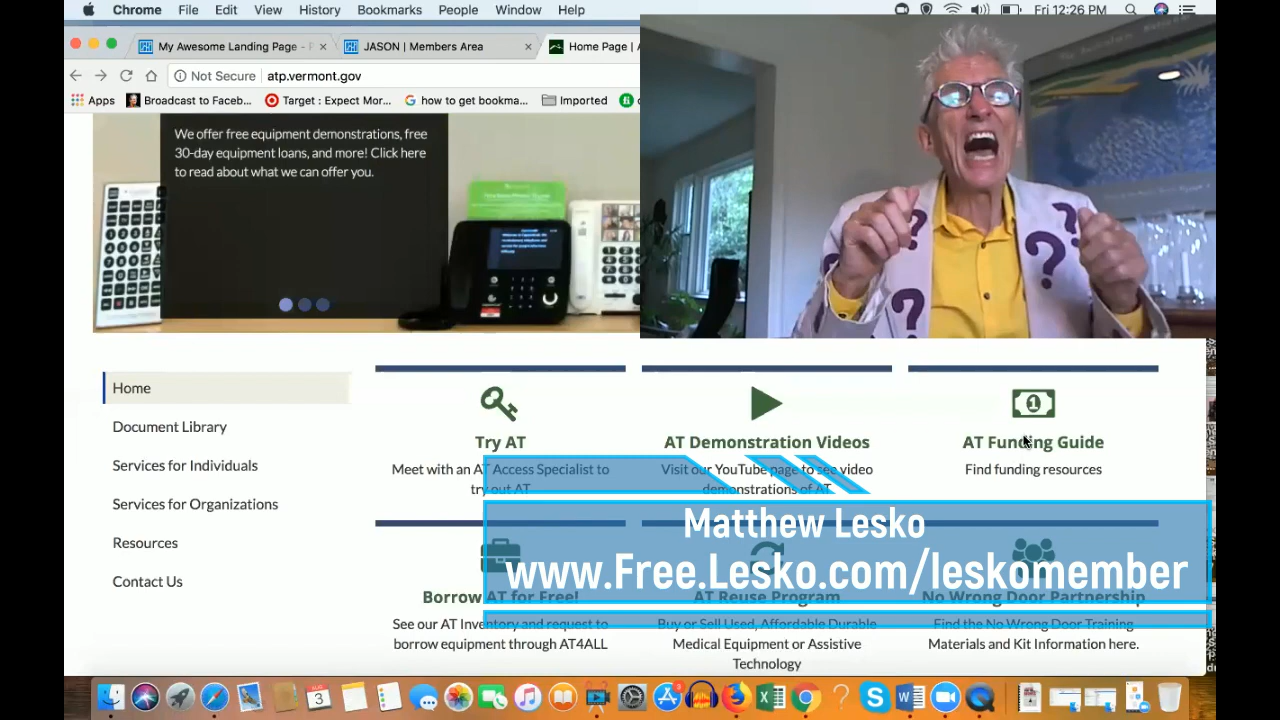 Chrome File Edit View History Bookmarks People Window Help Fri 12:26 PM
My Awesome Landing Page - JASON | Members Area Home Page |
Not Secure atp.vermont.gov
Apps Broadcast to Faceb... Target : Expect Mor... how to get bookma... Imported
We offer free equipment demonstrations, free
30-day equipment loans, and more! Click here
to read about what we can offer you.
Home
Document Library
Services for Individuals
Services for Organizations
Resources
Contact Us
Try AT
Meet with an AT Access Specialist to
try out AT
AT Demonstration Videos
Visit our YouTube page to see video
demonstrations of AT
AT Funding Guide
Find funding resources
Matthew Lesko
www.Free.Lesko.com/leskomember
Borrow AT for Free!
See our AT Inventory and request to
borrow equipment through AT4ALL
AT Reuse Program
Buy or Sell Used, Affordable Durable
Medical Equipment or Assistive
Technology
No Wrong Door Partnership
Find the No Wrong Door Training
Materials and Kit Information here.
AUG
3